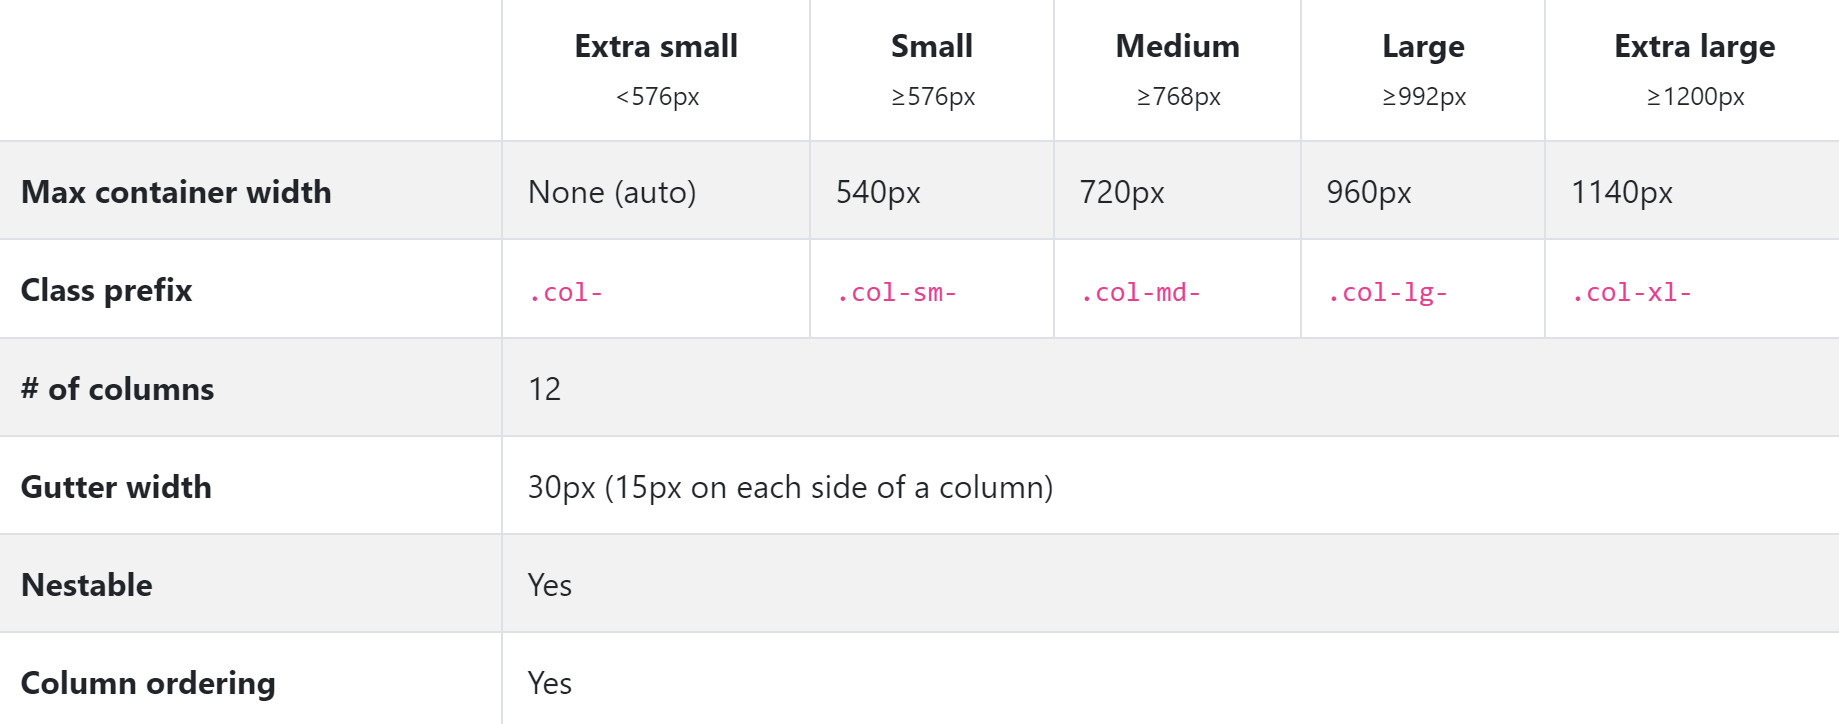 Extra small Small Medium Large Extra large
<576px ≥576px ≥768px ≥992px ≥1200px
Max container width None (auto) 540px 720px 960px 1140px
Class prefix .col- .col-sm- .col-md- .col-lg- .col-xl-
# of columns 12
Gutter width 30px (15px on each side of a column)
Nestable Yes
Column ordering Yes